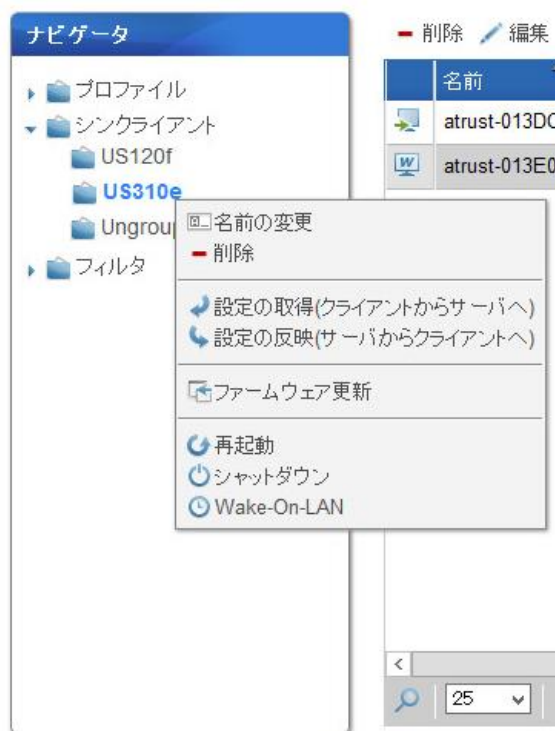 ナビゲータ
プロファイル
シンクライアント
US120f
US310e
Ungroup
フィルタ
名前の変更
削除
設定の取得(クライアントからサーバへ)
設定の反映(サーバからクライアントへ)
ファームウェア更新
再起動
シャットダウン
Wake-On-LAN
削除 編集
名前
atrust-013DC
atrust-013E0
25